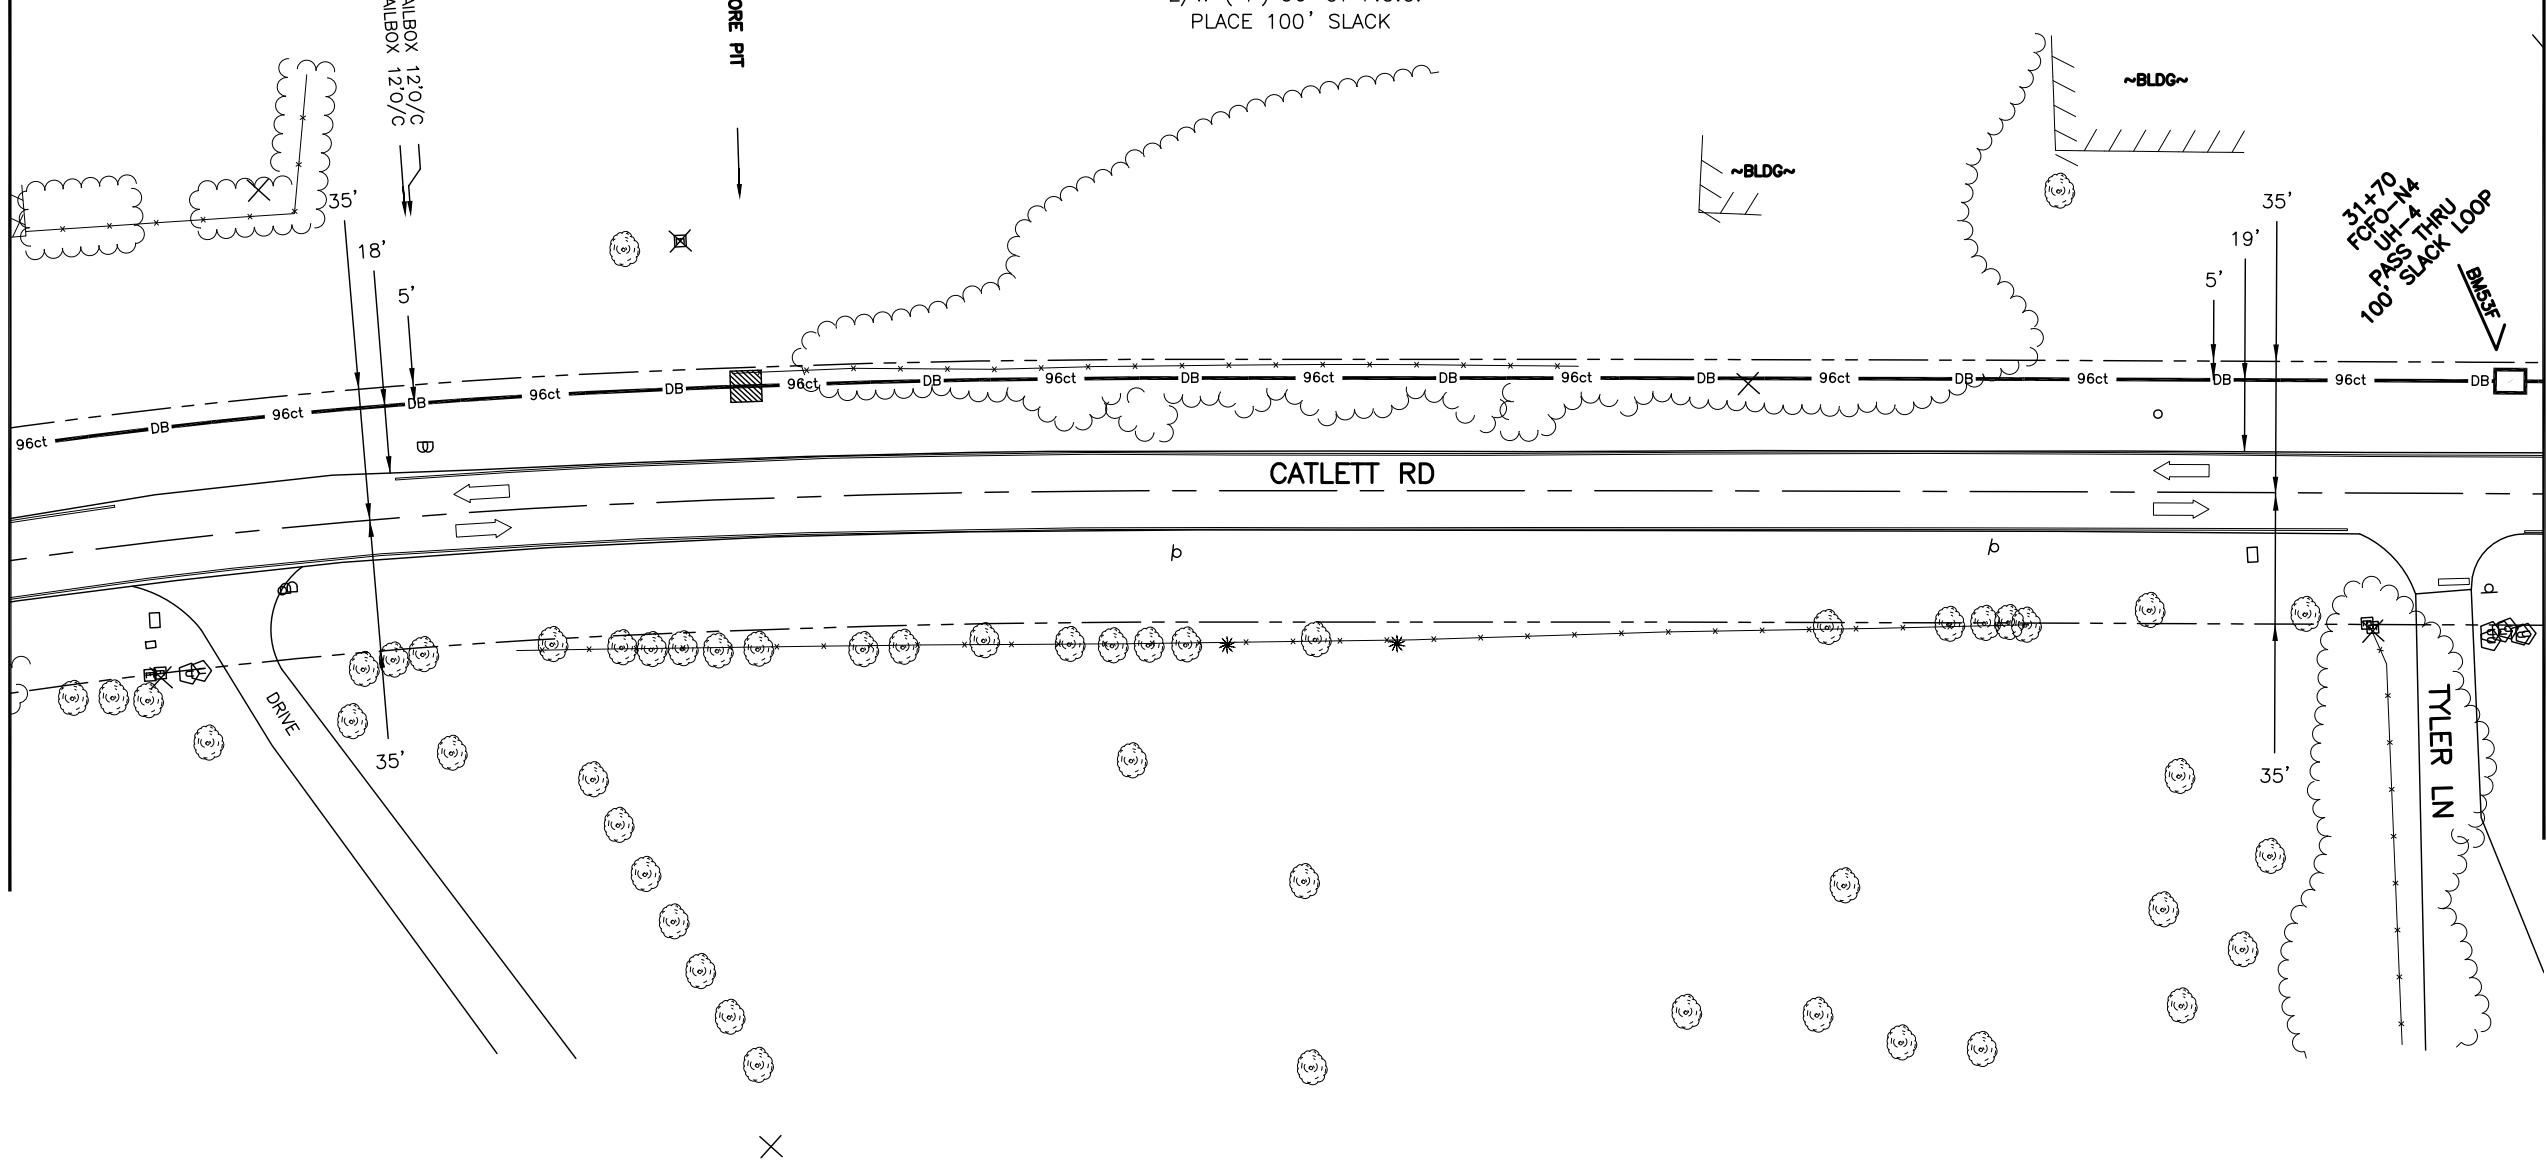 PLACE 100' SLACK
12'O/C
12'O/C
PIT
~BLDG~
~BLDG~
35'
18'
5'
35'
19'
5'
31+70
FCFO-N4
UH-4
PASS THRU
100' SLACK LOOP
BM53F
96ct
DB
96ct
DB
96ct
DB
96ct
DB
96ct
DB
96ct
DB
96ct
DB
96ct
DB
96ct
DB
96ct
DB
CATLETT RD
DRIVE
35'
35'
TYLER LN